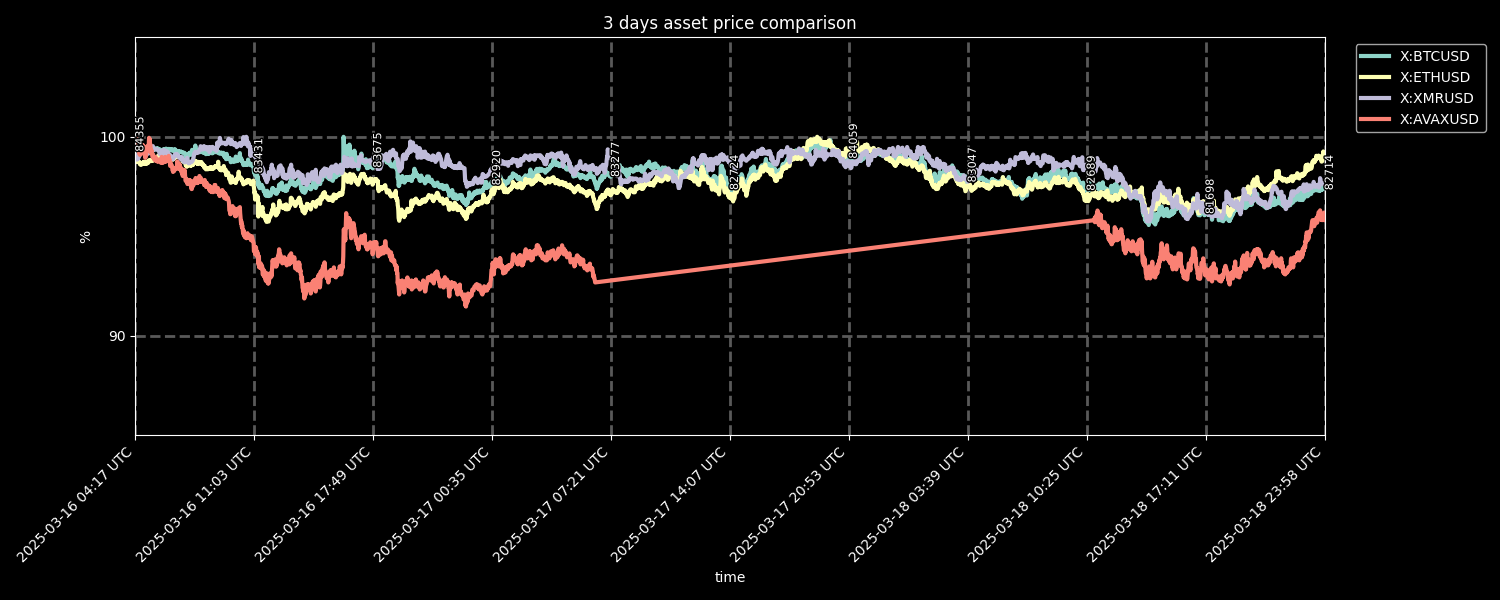 3 days asset price comparison
X:BTCUSD
X:ETHUSD
X:XMRUSD
X:AVAXUSD
100
90
%
84355
83431
83675
82920
83277
82724
84059
83047
82689
81698
82714
2025-03-16 04:17 UTC
2025-03-16 11:03 UTC
2025-03-16 17:49 UTC
2025-03-17 00:35 UTC
2025-03-17 07:21 UTC
2025-03-17 14:07 UTC
2025-03-17 20:53 UTC
2025-03-18 03:39 UTC
2025-03-18 10:25 UTC
2025-03-18 17:11 UTC
2025-03-18 23:58 UTC
time